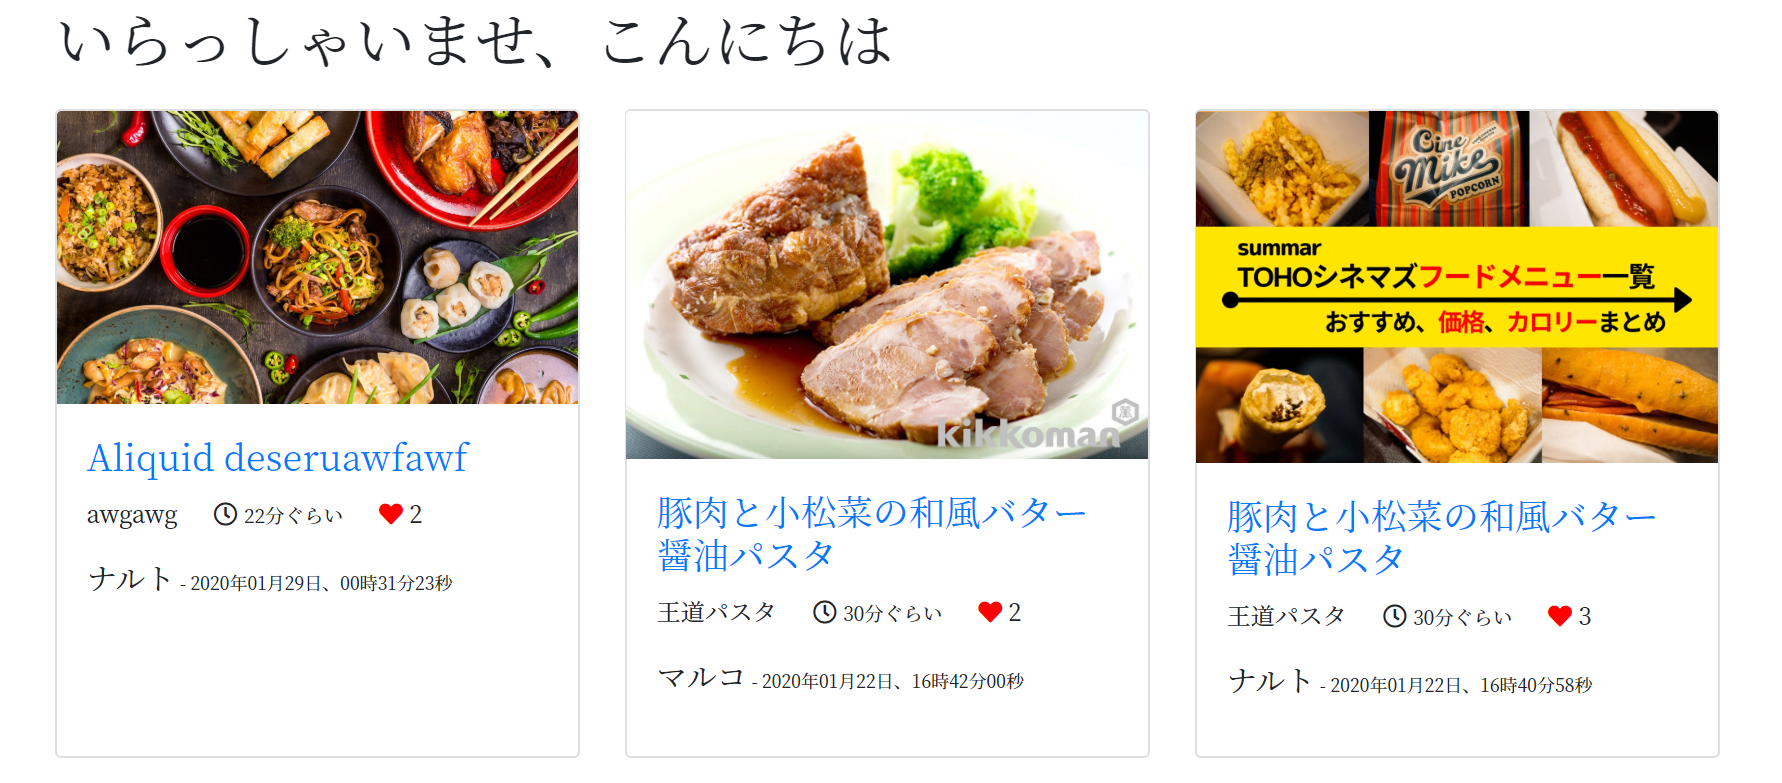 いらっしゃいませ、こんにちは
Aliquid deseruawfawf
awgawg 22分ぐらい 2
ナルト - 2020年01月29日、00時31分23秒
kikkoman
豚肉と小松菜の和風バター
醤油パスタ
王道パスタ 30分ぐらい 2
マルコ - 2020年01月22日、16時42分00秒
Cine
Mike
POPCORN
summar
TOHOシネマズフードメニュー一覧
おすすめ、価格、カロリーまとめ
豚肉と小松菜の和風バター
醤油パスタ
王道パスタ 30分ぐらい 3
ナルト - 2020年01月22日、16時40分58秒